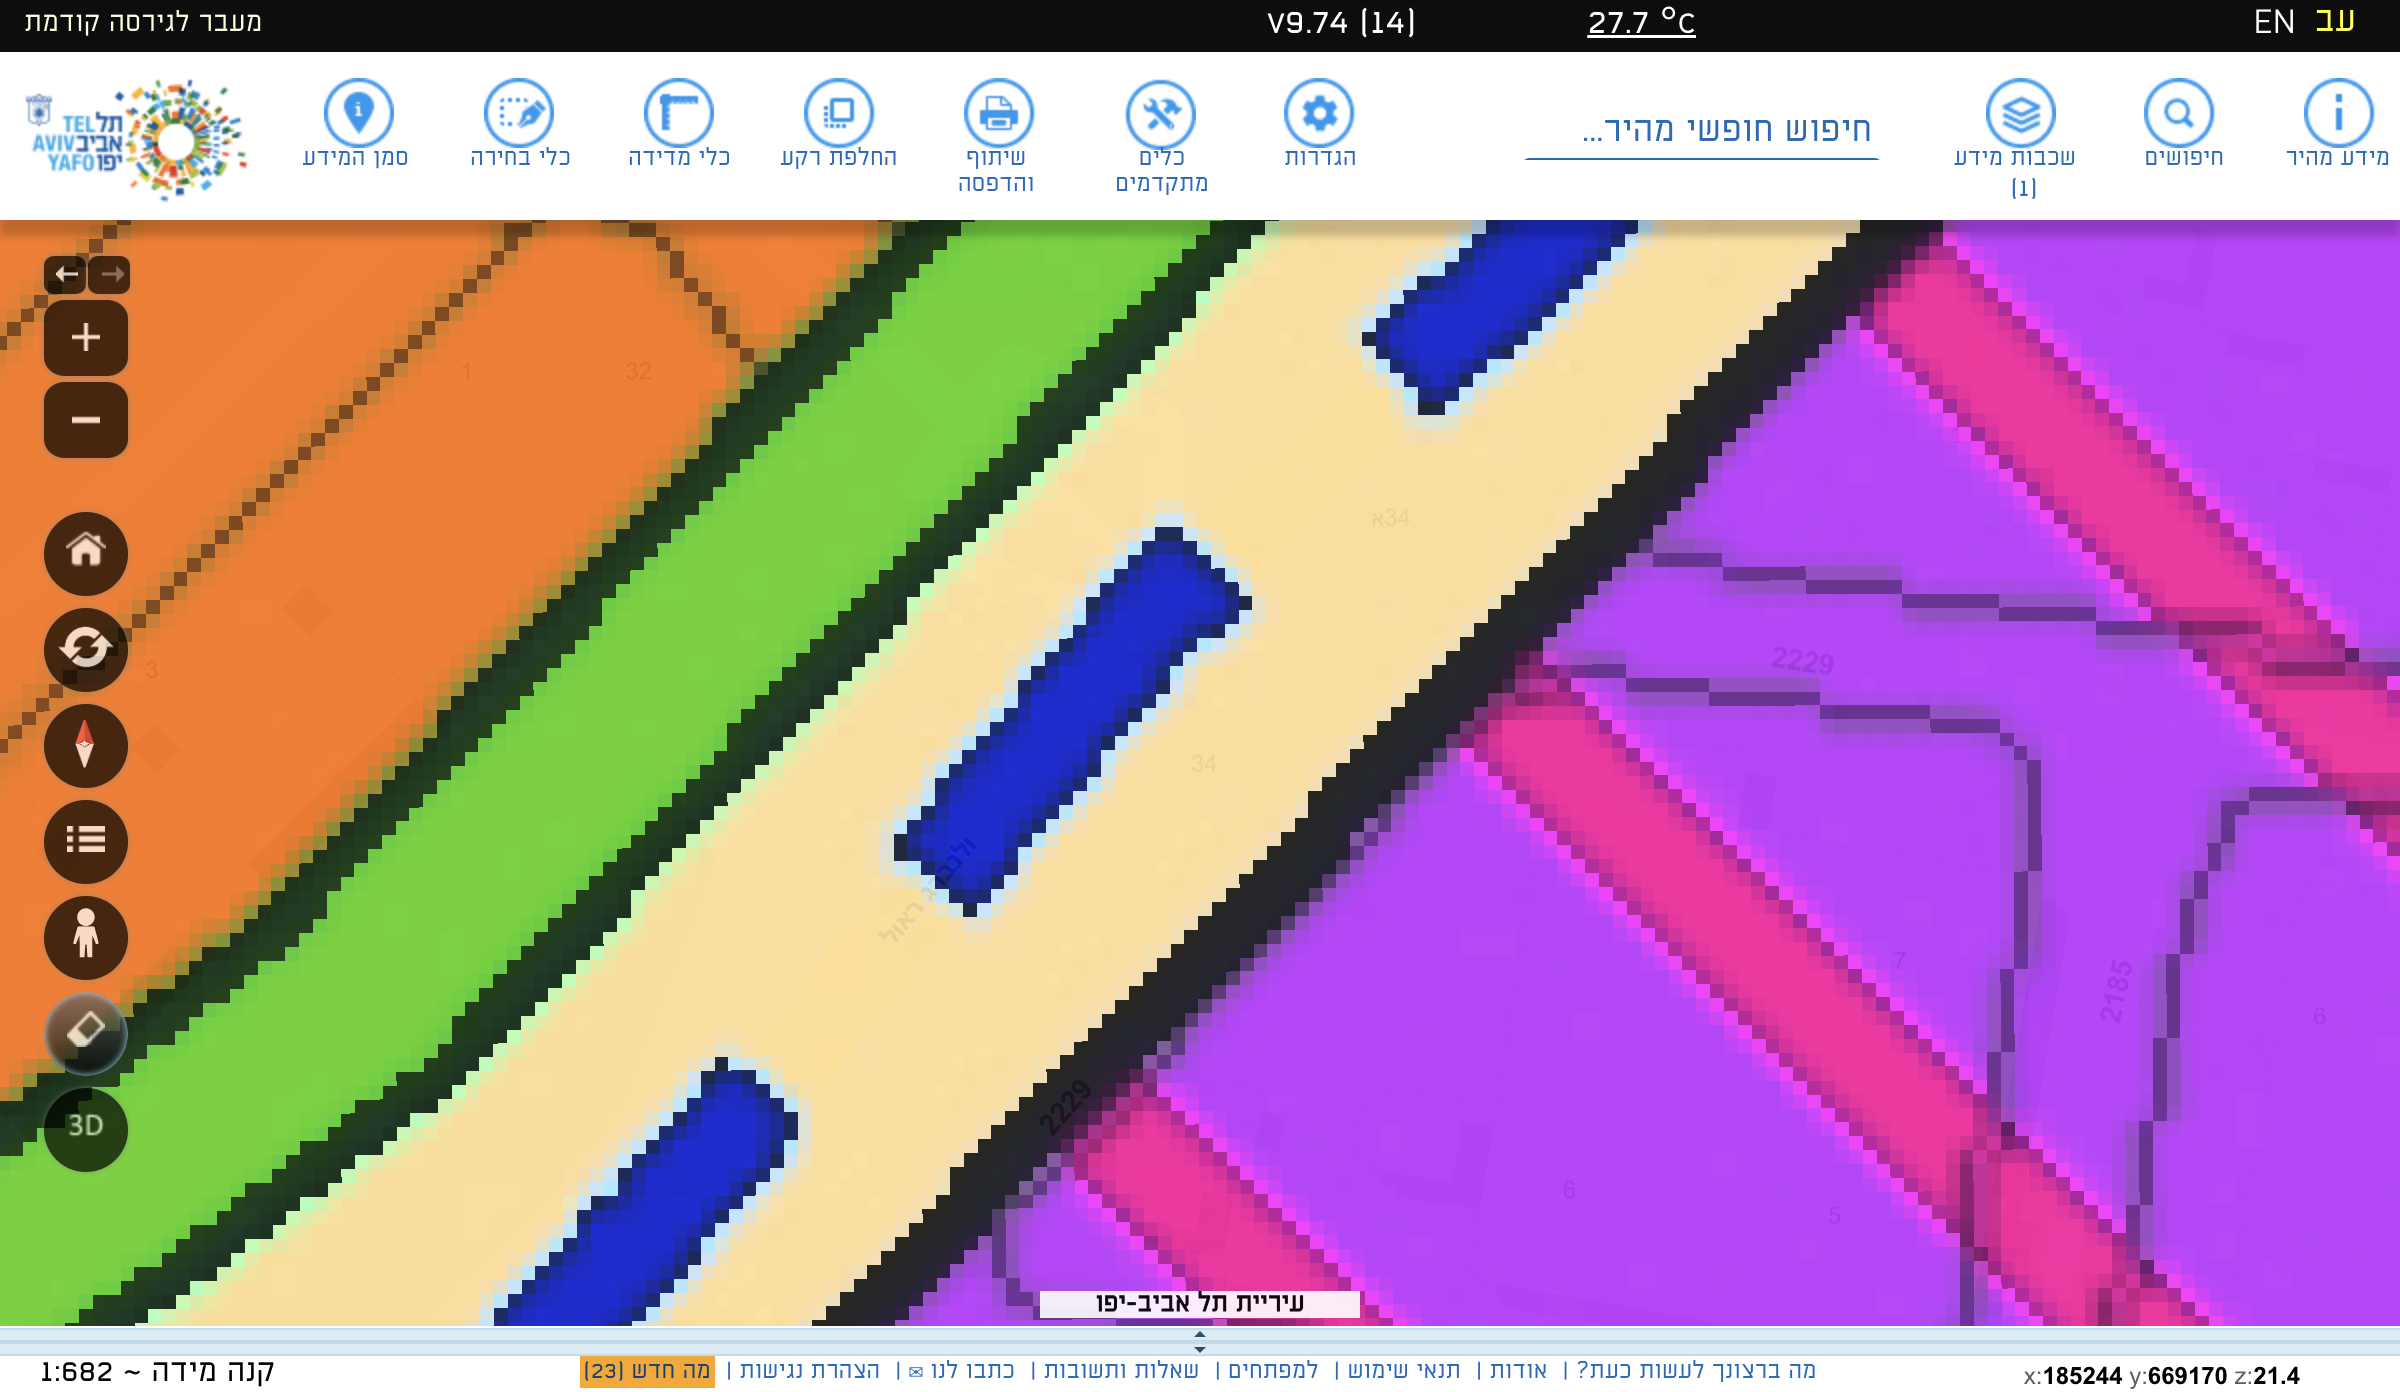 עב EN
27.7 °C
V9.74 (14)
מעבר לגירסה קודמת
מידע מהיר
חיפושים
שכבות מידע
(1)
חיפוש חופשי מהיר...
הגדרות
כלים
מתקדמים
שיתוף
והדפסה
החלפת רקע
כלי מדידה
כלי בחירה
סמן המידע
תל
אביב
יפו
TEL
AVIV
YAFO
1
32
3
34א
34
ולנברג ראול
2229
2229
2185
7
6
6
5
3D
עיריית תל אביב-יפו
x:185244 y:669170 z:21.4
מה ברצונך לעשות כעת? | אודות | תנאי שימוש | למפתחים | שאלות ותשובות | כתבו לנו ✉ | הצהרת נגישות | מה חדש (23)
קנה מידה ~ 1:682